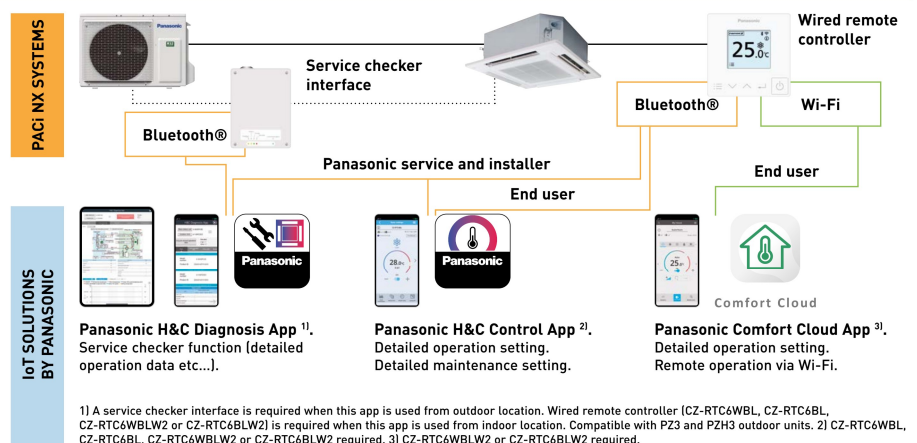 PACi NX SYSTEMS
Panasonic
Service checker
interface
Bluetooth®
Panasonic
25.0°C
Wired remote
controller
Bluetooth®
Wi-Fi
Panasonic service and installer
End user
End user
IoT SOLUTIONS
BY PANASONIC
Panasonic
28.0
Panasonic
25
Comfort Cloud
Panasonic H&C Diagnosis App 1).
Service checker function (detailed
operation data etc...).
Panasonic H&C Control App 2).
Detailed operation setting.
Detailed maintenance setting.
Panasonic Comfort Cloud App 3).
Detailed operation setting.
Remote operation via Wi-Fi.
1) A service checker interface is required when this app is used from outdoor location. Wired remote controller (CZ-RTC6WBL, CZ-RTC6BL,
CZ-RTC6WBLW2 or CZ-RTC6BLW2) is required when this app is used from indoor location. Compatible with PZ3 and PZH3 outdoor units. 2) CZ-RTC6WBL,
CZ-RTC6BL, CZ-RTC6WBLW2 or CZ-RTC6BLW2 required. 3) CZ-RTC6WBLW2 or CZ-RTC6BLW2 required.